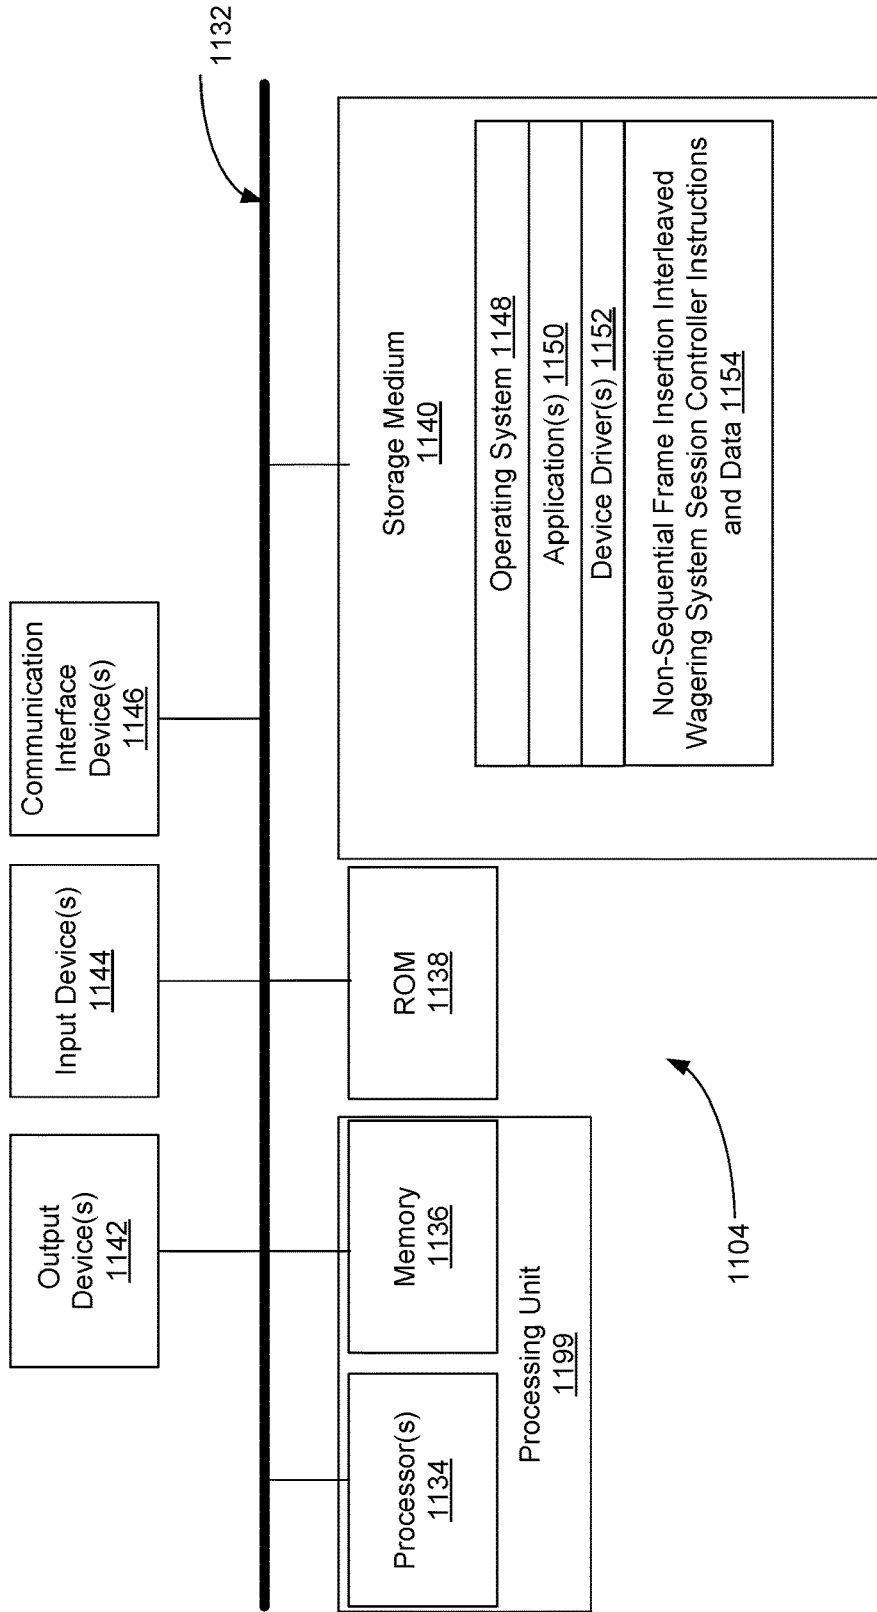 Output
Device(s)
1142
Input Device(s)
1144
Communication
Interface
Device(s)
1146
1132
Processor(s)
1134
Memory
1136
Processing Unit
1199
ROM
1138
Storage Medium
1140
Operating System 1148
Application(s) 1150
Device Driver(s) 1152
Non-Sequential Frame Insertion Interleaved
Wagering System Session Controller Instructions
and Data 1154
1104